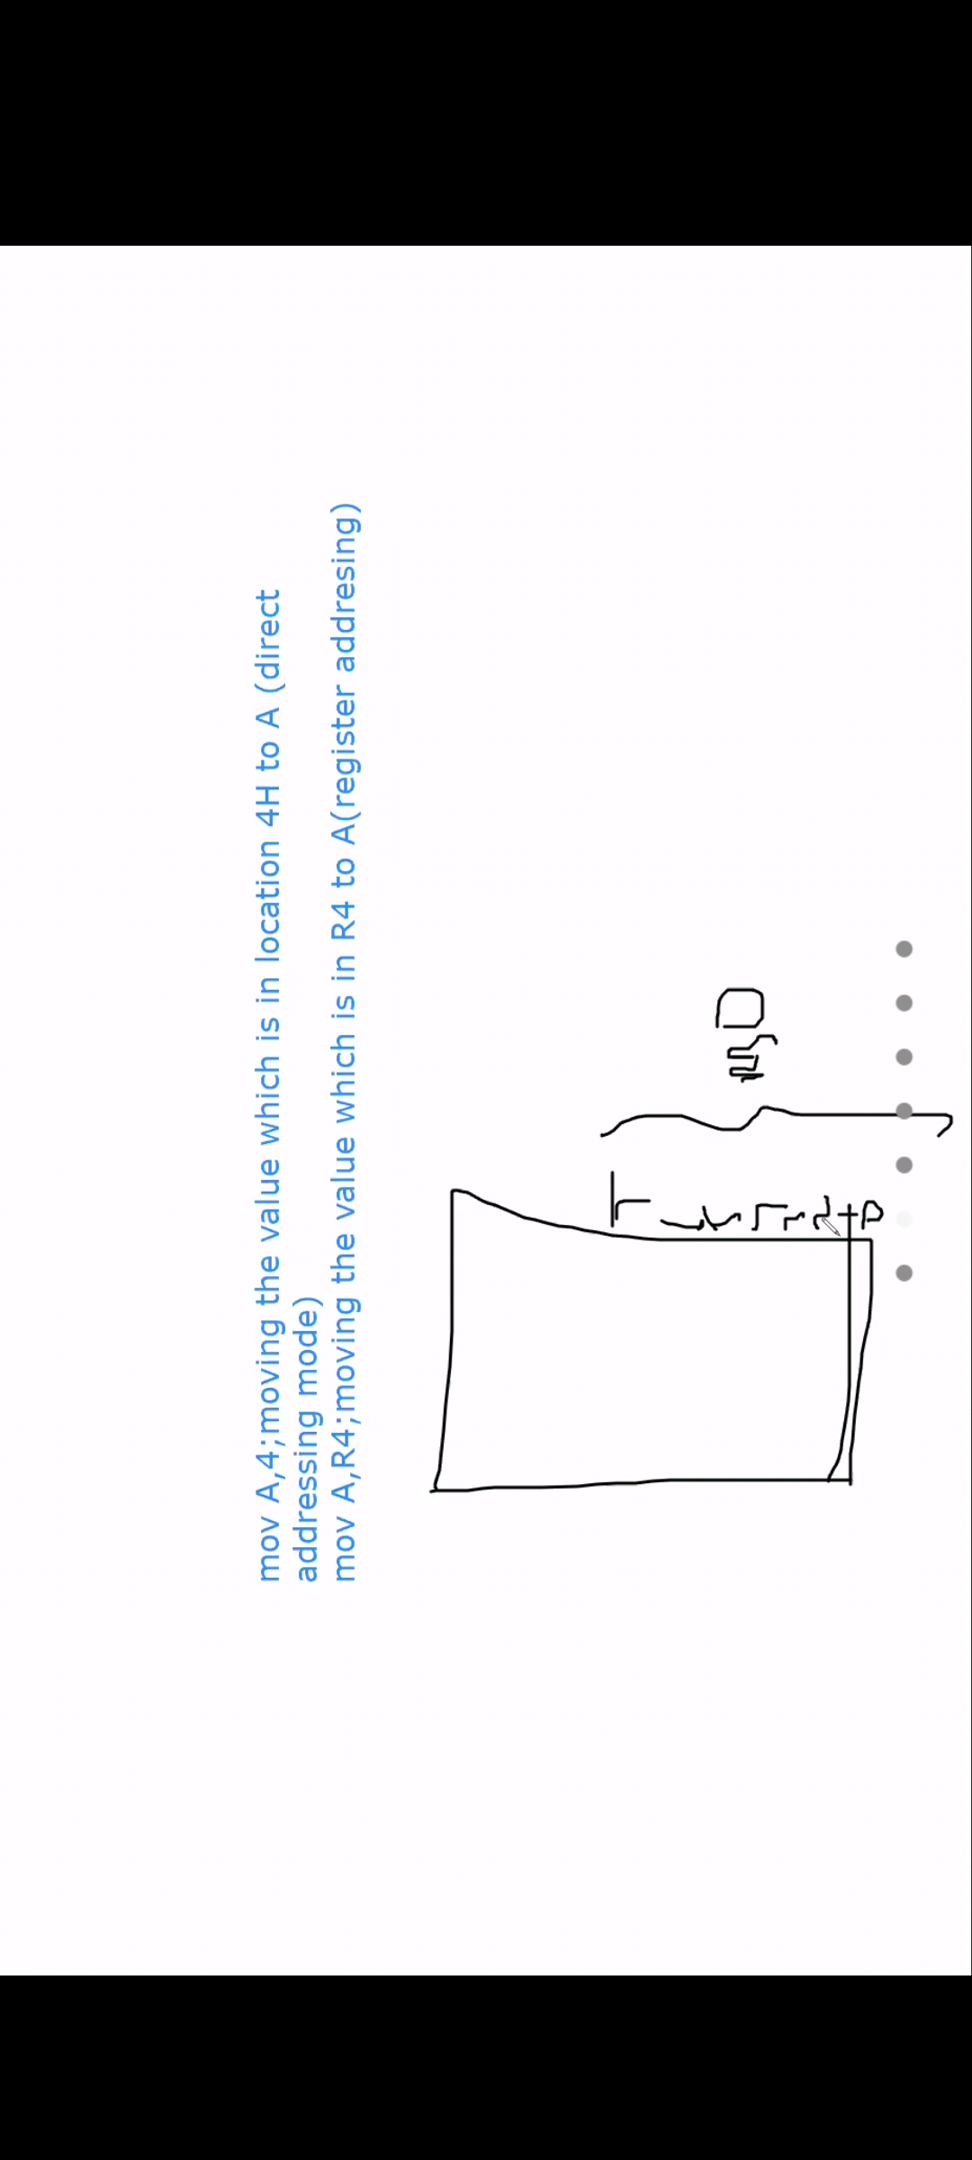 mov A,4;moving the value which is in location 4H to A (direct
addressing mode)
mov A,R4;moving the value which is in R4 to A(register addresing)